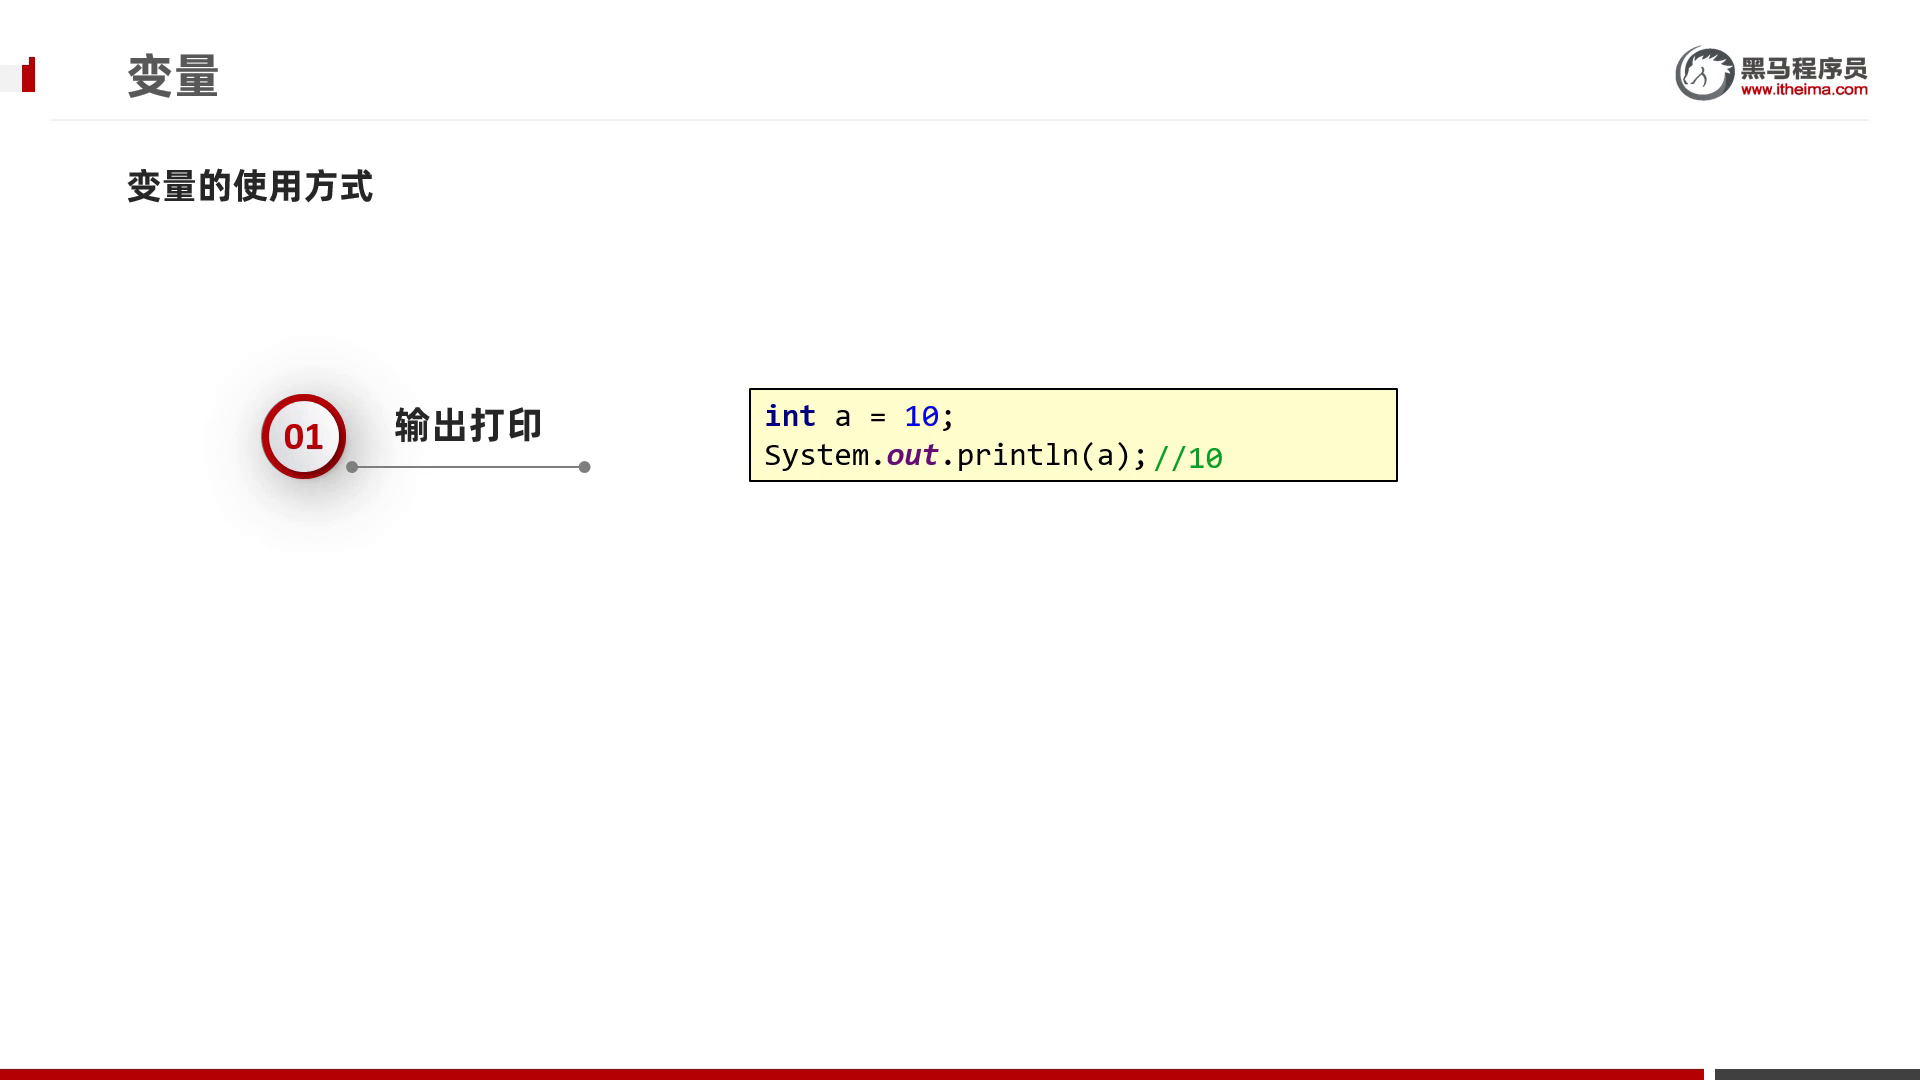 变量
黑马程序员
www.itheima.com
变量的使用方式
01
输出打印
int a = 10;
System.out.println(a);//10